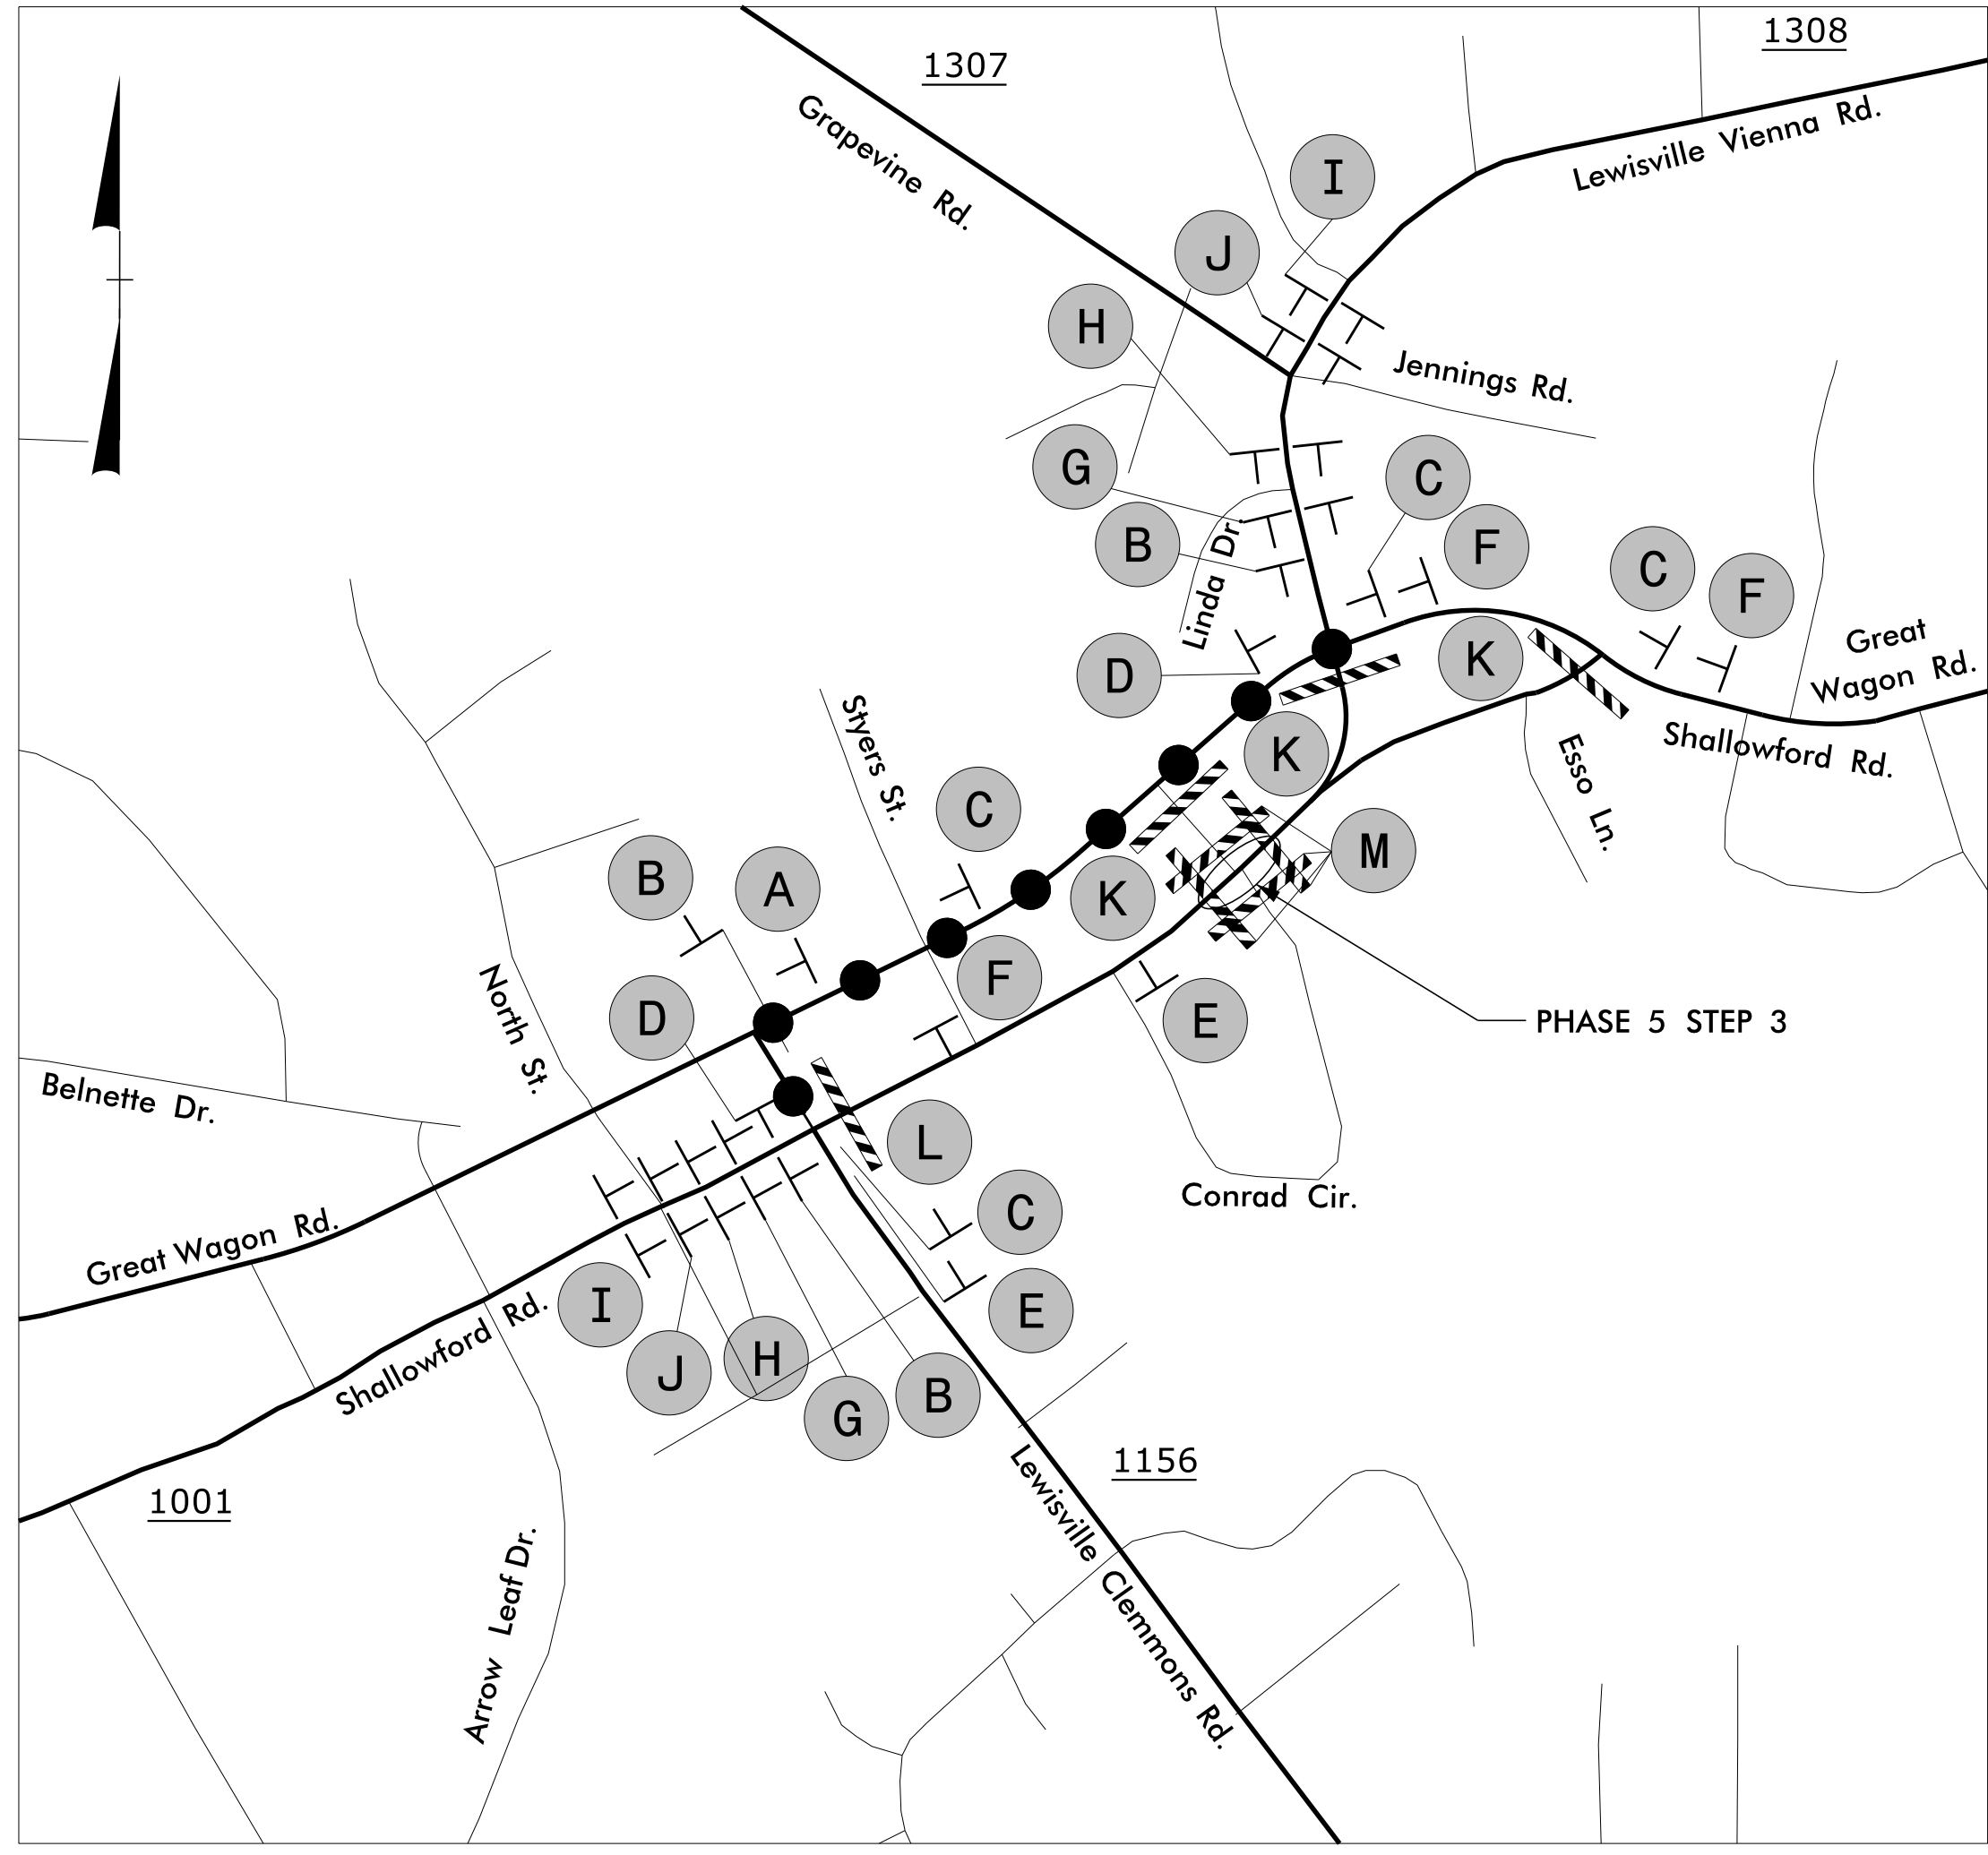 1308
1307
Grapevine Rd.
Lewisville Vienna Rd.
I
J
H
Jennings Rd.
G
C
B
F
C
F
Linda Dr.
D
K
Great
Wagon Rd.
Shallowford Rd.
Styers St.
K
Esso Ln.
C
M
B
A
K
F
D
E
North St.
PHASE 5 STEP 3
Belnette Dr.
L
Conrad Cir.
C
Great Wagon Rd.
I
E
Shallowford Rd.
J
H
G
B
1156
1001
Lewisville Clemmons Rd.
Arrow Leaf Dr.